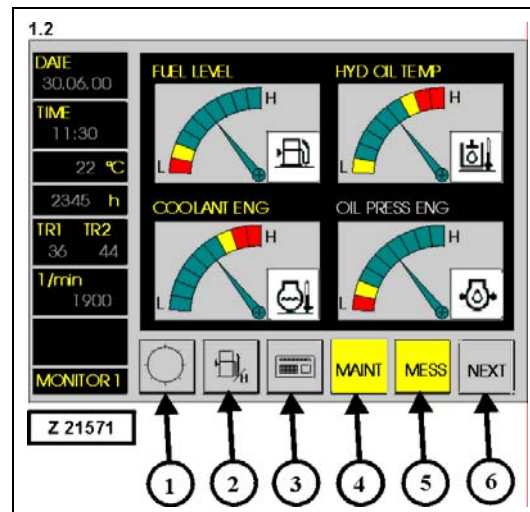 1.2
DATE
30.06.00
TIME
11:30
22 °C
2345 h
TR1 TR2
36 44
1/min
1900
MONITOR 1
FUEL LEVEL
H
L
HYD OIL TEMP
H
L
COOLANT ENG
H
L
OIL PRESS ENG
H
L
/H
MAINT
MESS
NEXT
Z 21571
1 2 3 4 5 6